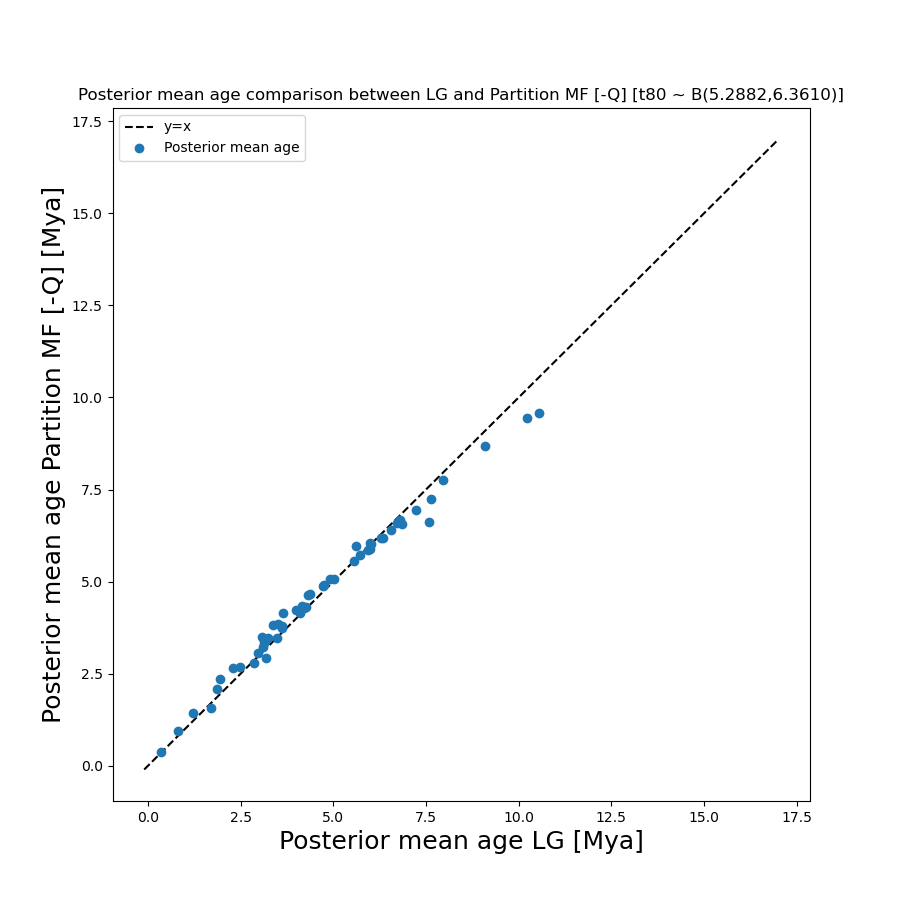 Posterior mean age comparison between LG and Partition MF [-Q] [t80 ~ B(5.2882,6.3610)]
y=x
Posterior mean age
Posterior mean age Partition MF [-Q] [Mya]
17.5
15.0
12.5
10.0
7.5
5.0
2.5
0.0
0.0 2.5 5.0 7.5 10.0 12.5 15.0 17.5
Posterior mean age LG [Mya]